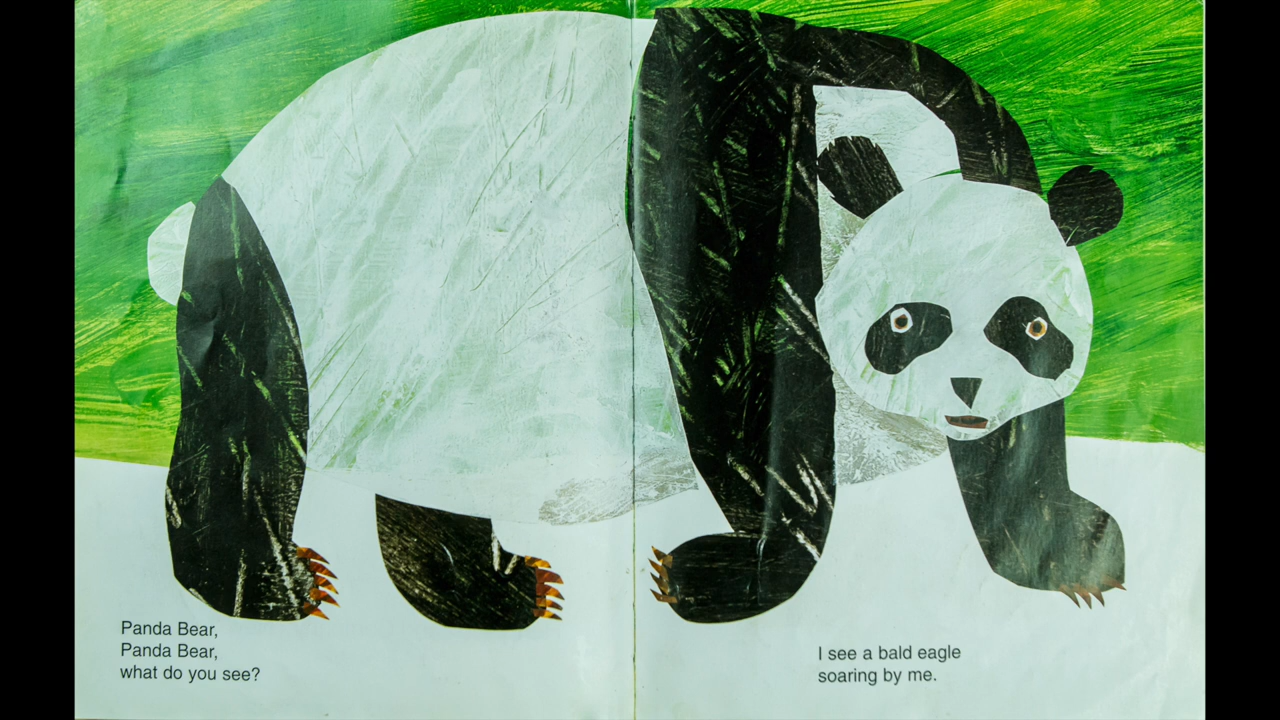 Panda Bear,
Panda Bear,
what do you see?
I see a bald eagle
soaring by me.